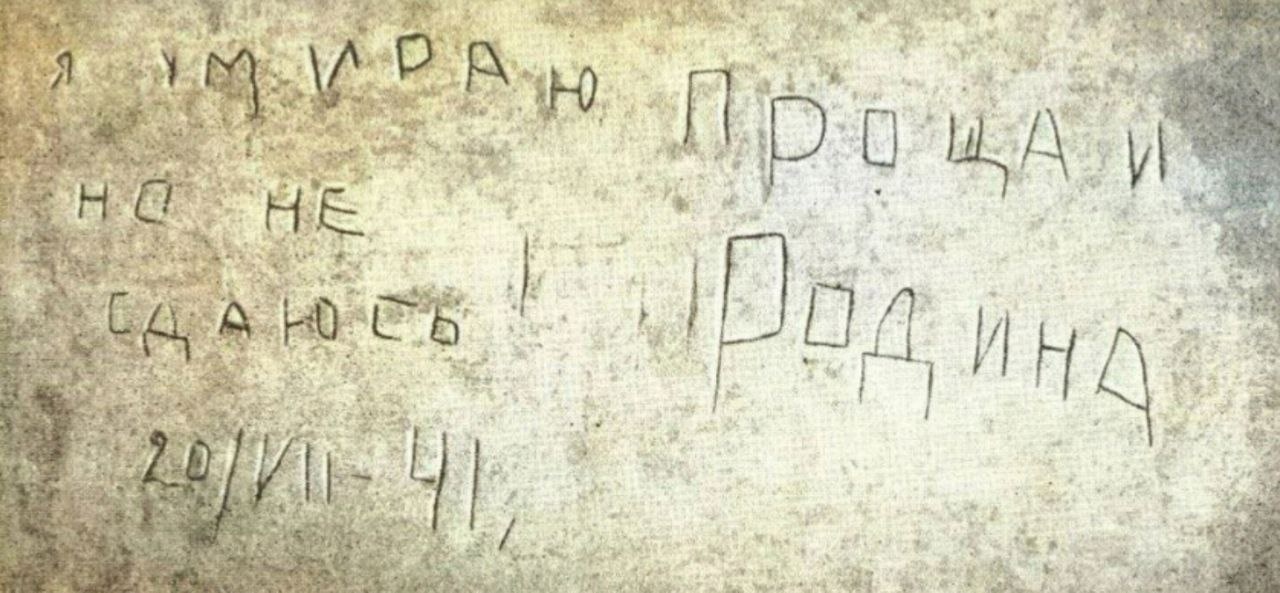 я умираю
но не
сдаюсь!
Прощаи
Родина
20/VII-41,